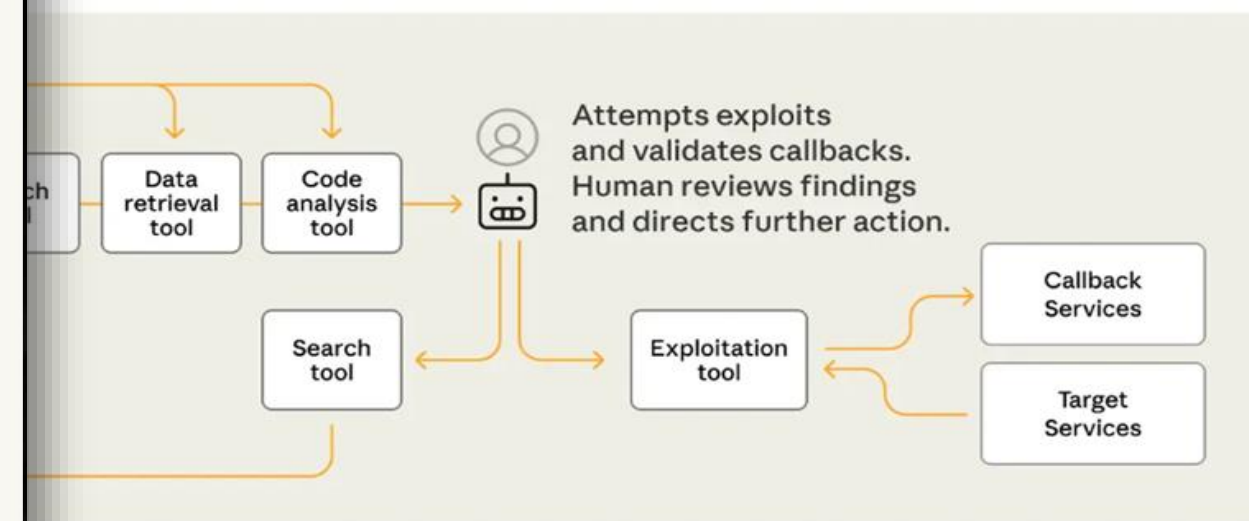 Attempts exploits
and validates callbacks.
Human reviews findings
and directs further action.
Data
retrieval
tool
Code
analysis
tool
Search
tool
Exploitation
tool
Callback
Services
Target
Services